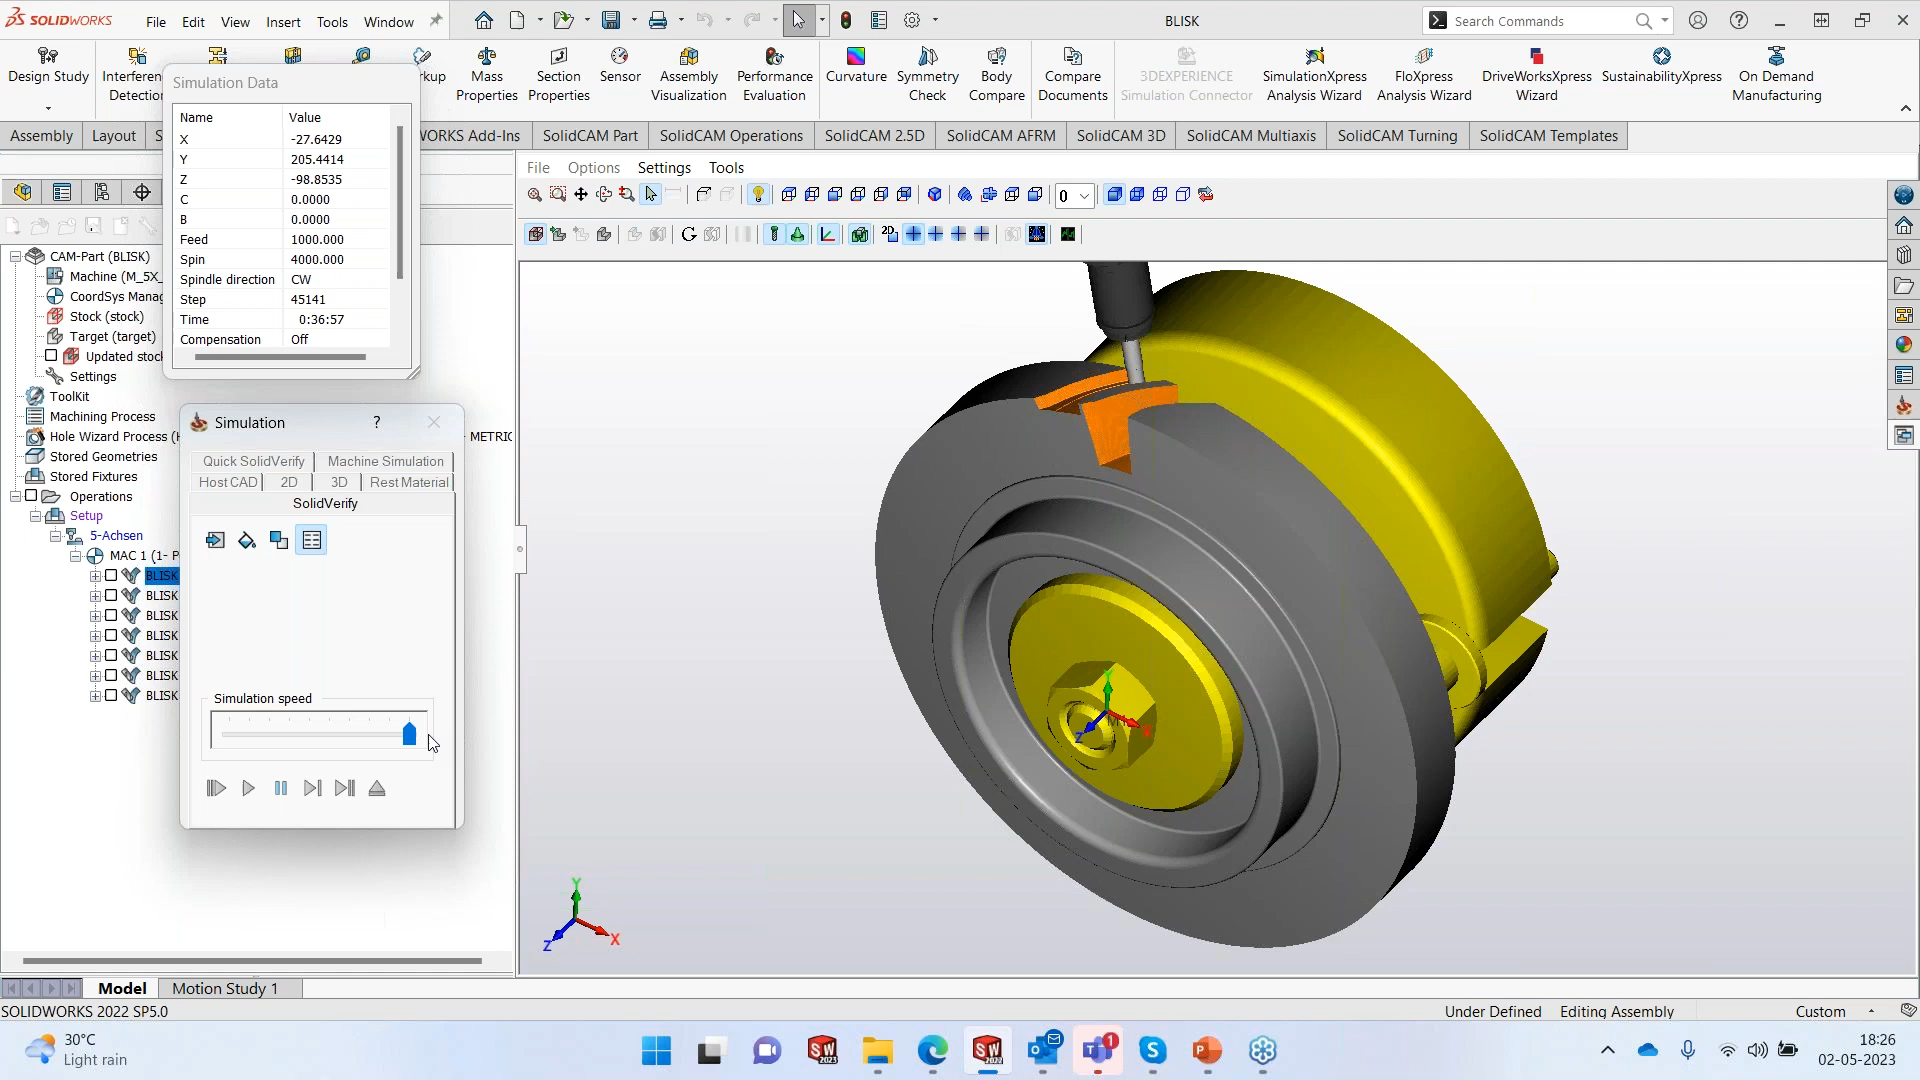 SOLIDWORKS
File Edit View Insert Tools Window
BLISK
Search Commands
Design Study
Interferen
Detection
Mass
Properties
Section
Properties
Sensor
Assembly
Visualization
Performance
Evaluation
Curvature
Symmetry
Check
Body
Compare
Compare
Documents
3DEXPERIENCE
Simulation Connector
SimulationXpress
Analysis Wizard
FloXpress
Analysis Wizard
DriveWorksXpress
Wizard
SustainabilityXpress
On Demand
Manufacturing
Assembly Layout S WORKS Add-Ins SolidCAM Part SolidCAM Operations SolidCAM 2.5D SolidCAM AFRM SolidCAM 3D SolidCAM Multiaxis SolidCAM Turning SolidCAM Templates
Simulation Data
Name Value
X -27.6429
Y 205.4414
Z -98.8535
C 0.0000
B 0.0000
Feed 1000.000
Spin 4000.000
Spindle direction CW
Step 45141
Time 0:36:57
Compensation Off
File Options Settings Tools
0
2D
CAM-Part (BLISK)
Machine (M_5X_
CoordSys Manag
Stock (stock)
Target (target)
Updated stock
Settings
ToolKit
Machining Process
Hole Wizard Process (H - METRIC
Stored Geometries
Stored Fixtures
Operations
Setup
5-Achsen
MAC 1 (1- P
BLISK
BLISK
BLISK
BLISK
BLISK
BLISK
BLISK
Simulation ?
Quick SolidVerify Machine Simulation
Host CAD 2D 3D Rest Material
SolidVerify
Simulation speed
Y
X
Z
Y
X
Z
Model Motion Study 1
SOLIDWORKS 2022 SP5.0
Under Defined Editing Assembly Custom
30°C
Light rain
18:26
02-05-2023